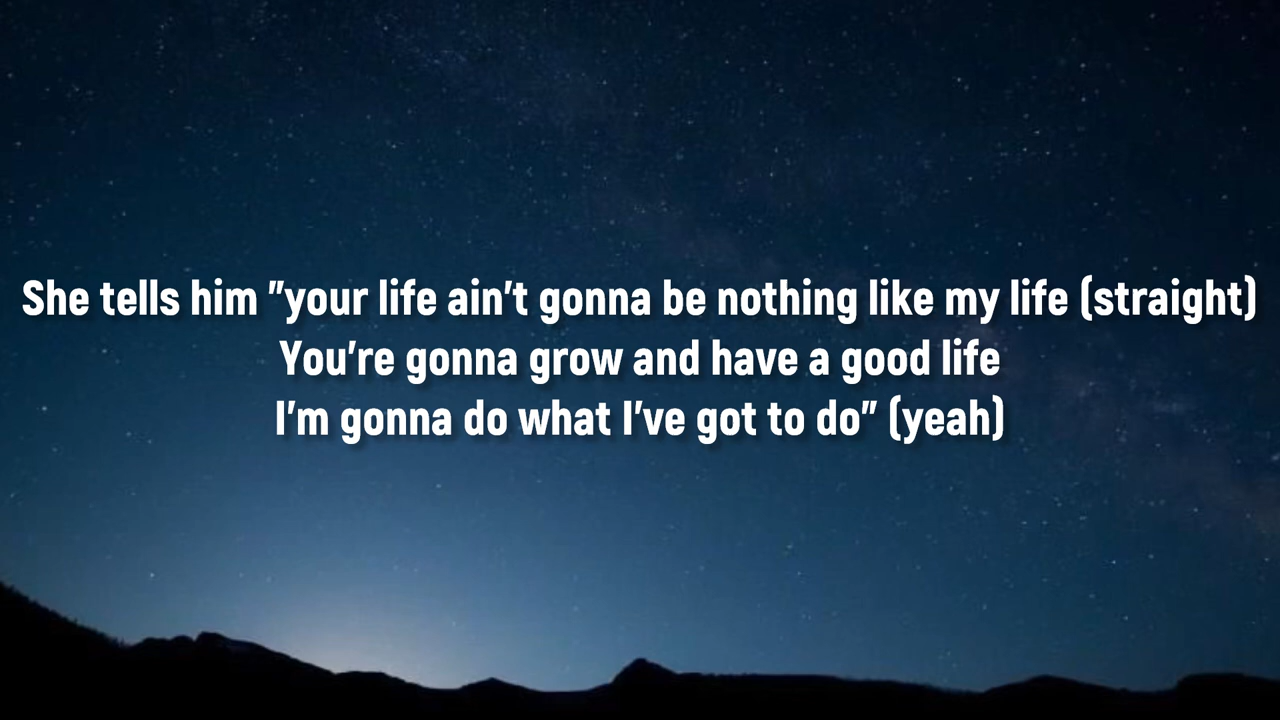 She tells him "your life ain't gonna be nothing like my life (straight)
You're gonna grow and have a good life
I'm gonna do what I've got to do" (yeah)